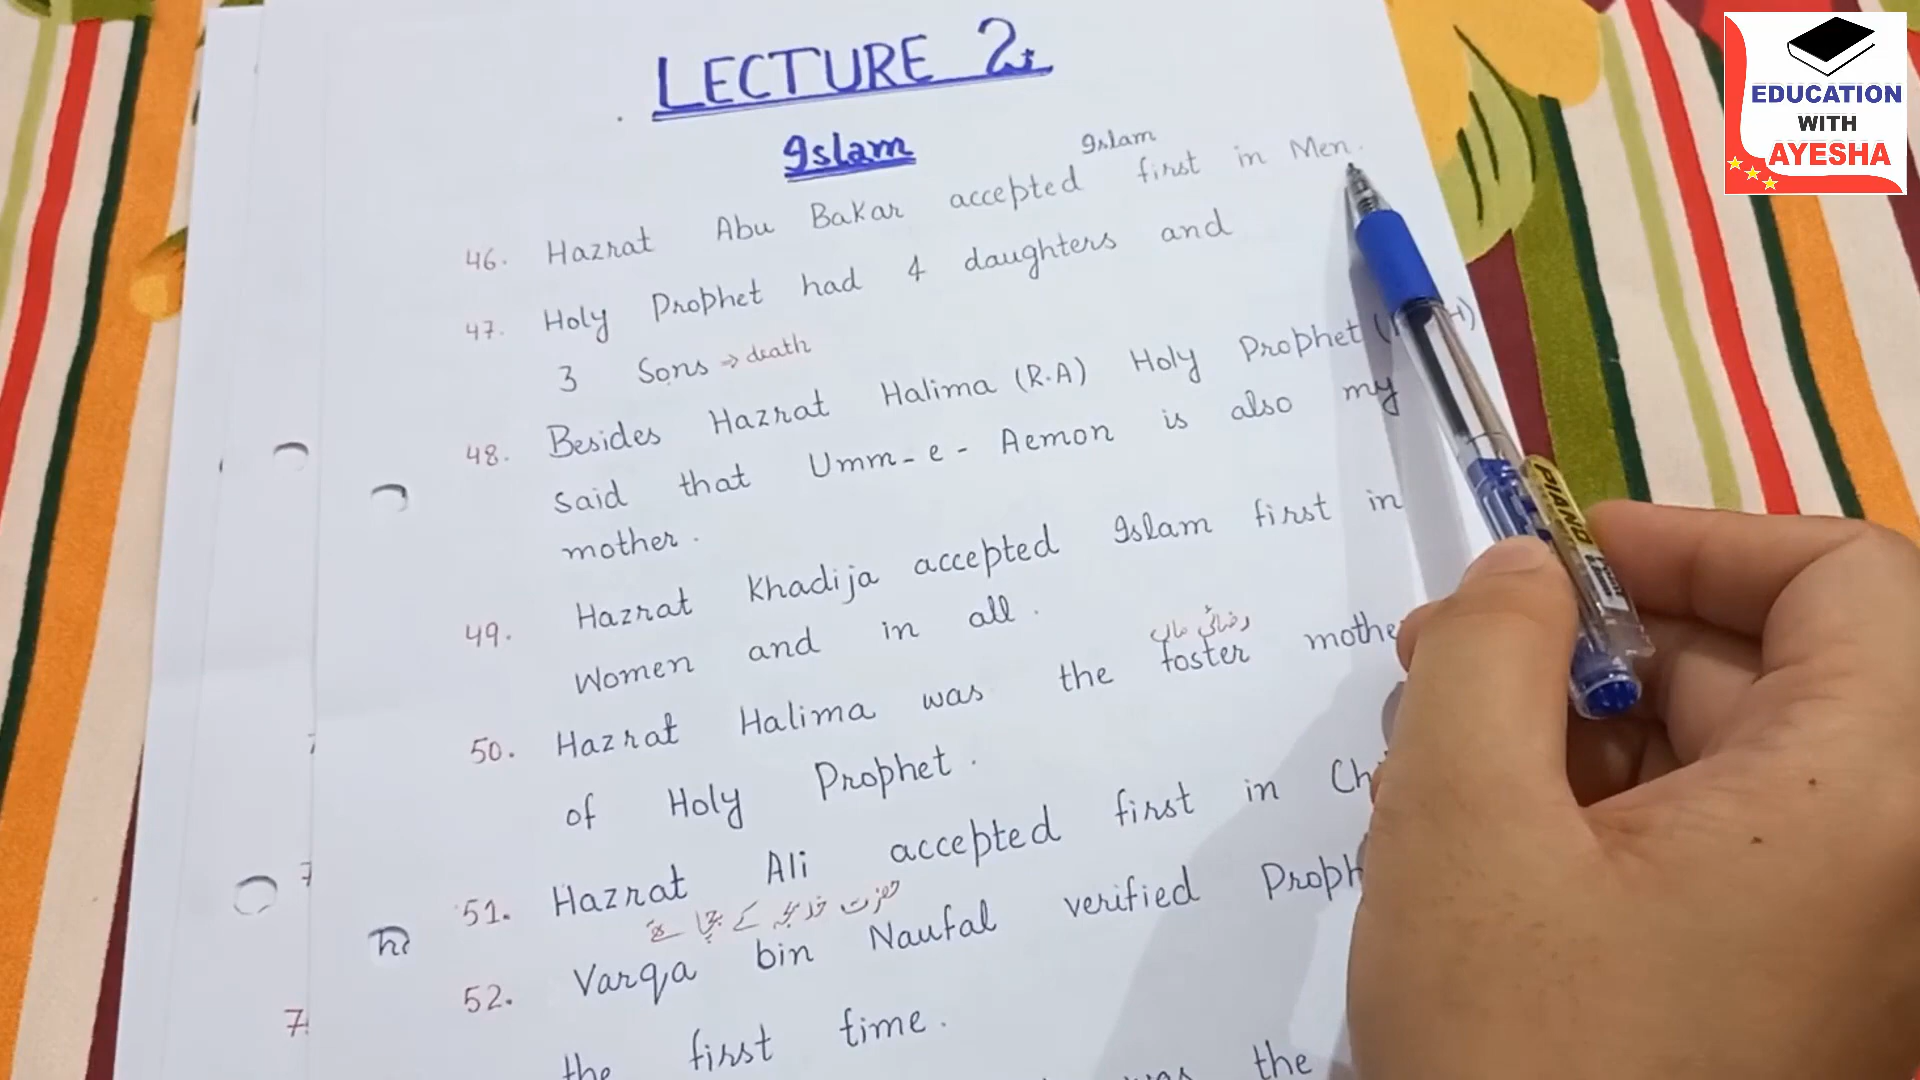 LECTURE 2:
Islam
46. Hazrat Abu Bakar accepted Islam first in Men.
47. Holy Prophet had 4 daughters and
3 Sons → death
48. Besides Hazrat Halima (R.A) Holy Prophet
said that Umm-e-Aemon is also my
mother.
49. Hazrat Khadija accepted Islam first in
Women and in all.
رضائی ماں
50. Hazrat Halima was the foster mothe
of Holy Prophet.
51. Hazrat Ali accepted first in Ch
حضرت خدیجہ کے چچا تھے
52. Varqa bin Naufal verified Proph
the first time.
was the
EDUCATION
WITH
AYESHA
PIANO